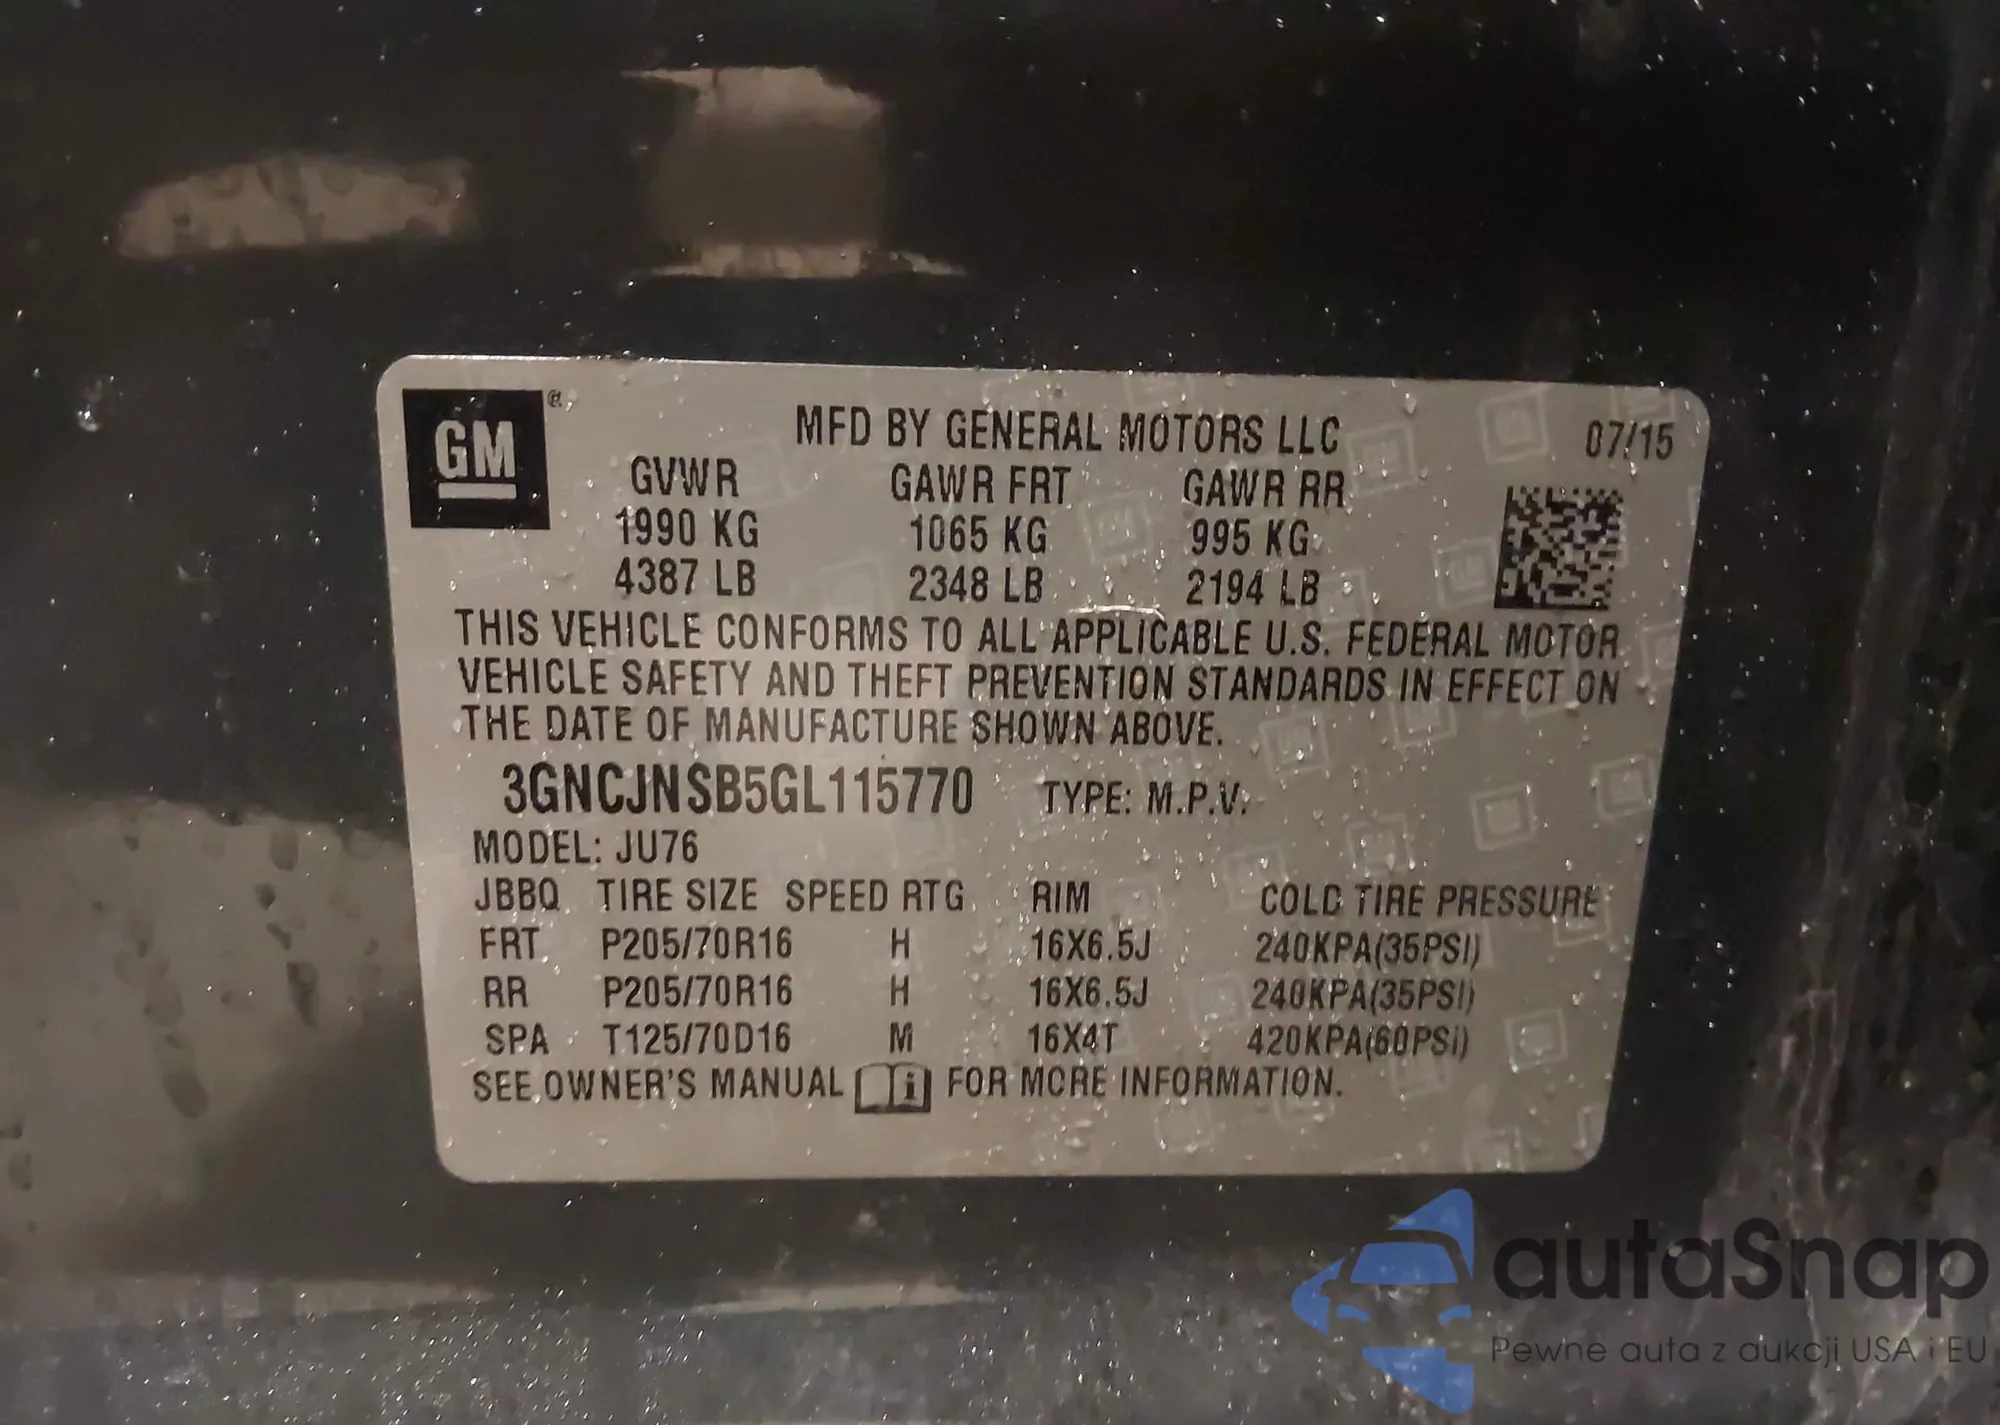 GM®
MFD BY GENERAL MOTORS LLC 07/15
GVWR GAWR FRT GAWR RR
1990 KG 1065 KG 995 KG
4387 LB 2348 LB 2194 LB
THIS VEHICLE CONFORMS TO ALL APPLICABLE U.S. FEDERAL MOTOR
VEHICLE SAFETY AND THEFT PREVENTION STANDARDS IN EFFECT ON
THE DATE OF MANUFACTURE SHOWN ABOVE.
3GNCJNSB5GL115770 TYPE: M.P.V.
MODEL: JU76
JBBQ TIRE SIZE SPEED RTG RIM COLD TIRE PRESSURE
FRT P205/70R16 H 16X6.5J 240KPA(35PSI)
RR P205/70R16 H 16X6.5J 240KPA(35PSI)
SPA T125/70D16 M 16X4T 420KPA(60PSI)
SEE OWNER'S MANUAL i FOR MORE INFORMATION.
autaSnap
Pewne auta z aukcji USA i EU